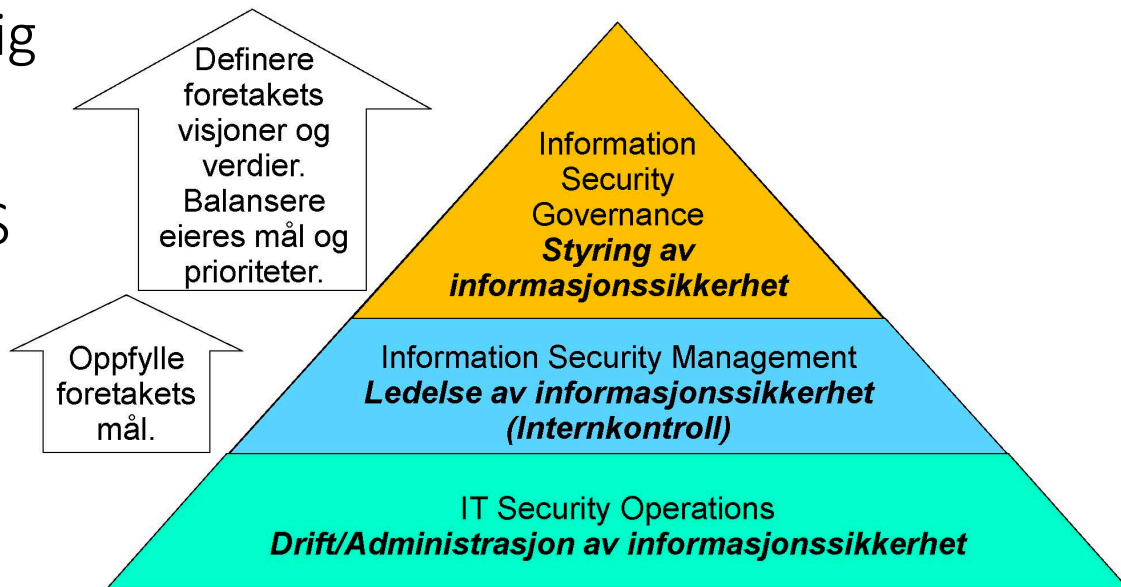 ig
Definere
foretakets
visjoner og
verdier.
Balansere
eieres mål og
prioriteter.
S
Oppfylle
foretakets
mål.
Information
Security
Governance
Styring av
informasjonssikkerhet
Information Security Management
Ledelse av informasjonssikkerhet
(Internkontroll)
IT Security Operations
Drift/Administrasjon av informasjonssikkerhet